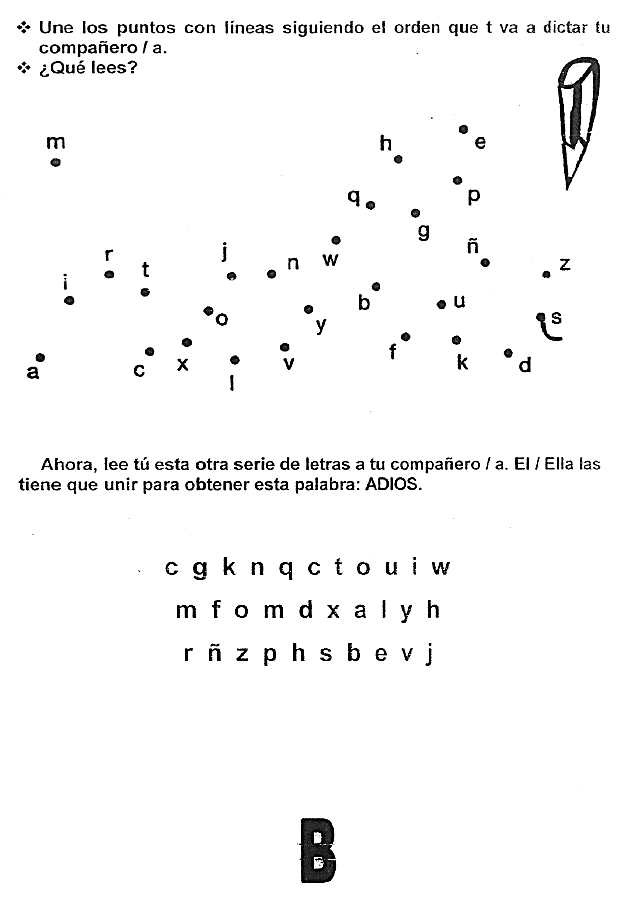 ❖ Une los puntos con líneas siguiendo el orden que t va a dictar tu
compañero / a.
❖ ¿Qué lees?
m h e
q p
g
r t j n w ñ z
i
o y b u s
a c x l v f k d
Ahora, lee tú esta otra serie de letras a tu compañero / a. El / Ella las
tiene que unir para obtener esta palabra: ADIOS.
c g k n q c t o u i w
m f o m d x a l y h
r ñ z p h s b e v j
B